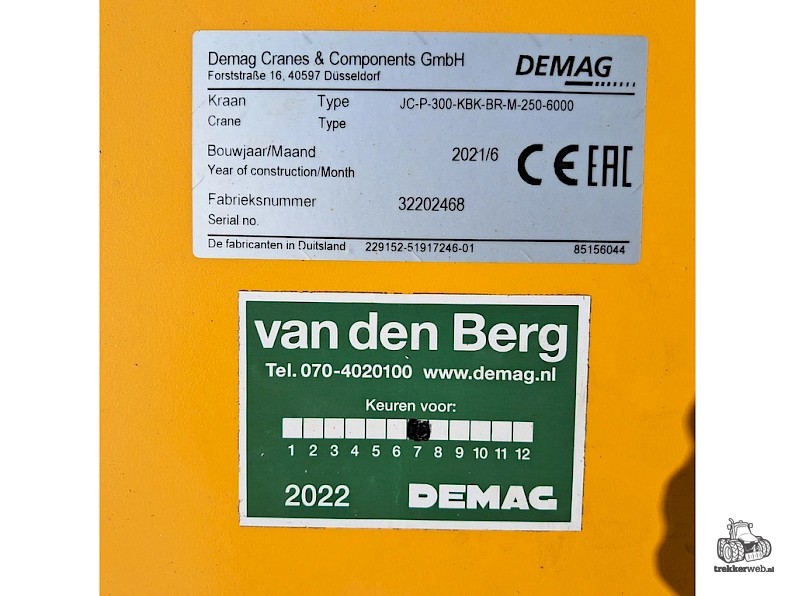 Demag Cranes & Components GmbH
Forststraße 16, 40597 Düsseldorf
DEMAG
Kraan Type JC-P-300-KBK-BR-M-250-6000
Crane Type
Bouwjaar/Maand 2021/6
Year of construction/Month
CE EAC
Fabrieksnummer 32202468
Serial no.
De fabricanten in Duitsland 229152-51917246-01 85156044
van den Berg
Tel. 070-4020100 www.demag.nl
Keuren voor:
1 2 3 4 5 6 7 8 9 10 11 12
2022 DEMAG
trekkerweb.nl